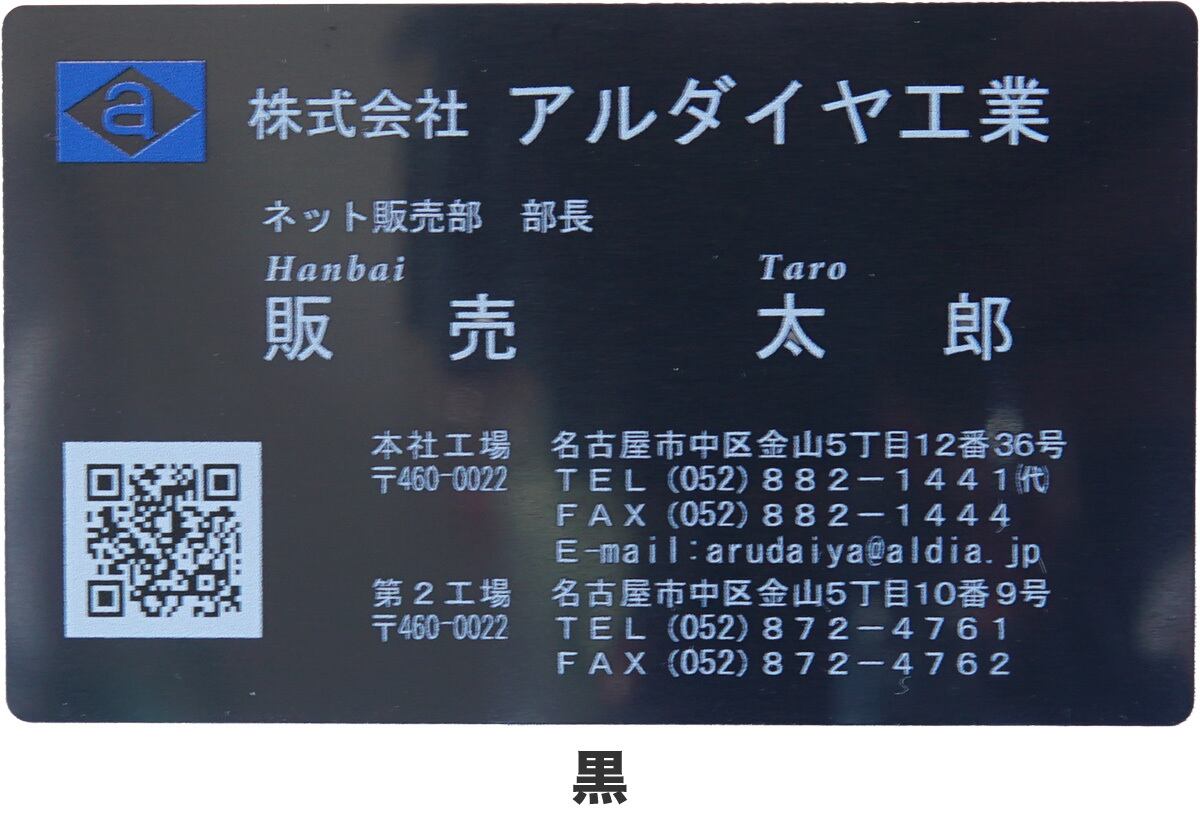 a
株式会社 アルダイヤ工業
ネット販売部 部長
Hanbai Taro
販 売 太 郎
本社工場 名古屋市中区金山5丁目12番36号
〒460-0022 TEL (052) 882-1441㈹
FAX (052) 882-1444
E-mail:arudaiya@aldia.jp
第2工場 名古屋市中区金山5丁目10番9号
〒460-0022 TEL (052) 872-4761
FAX (052) 872-4762
黒